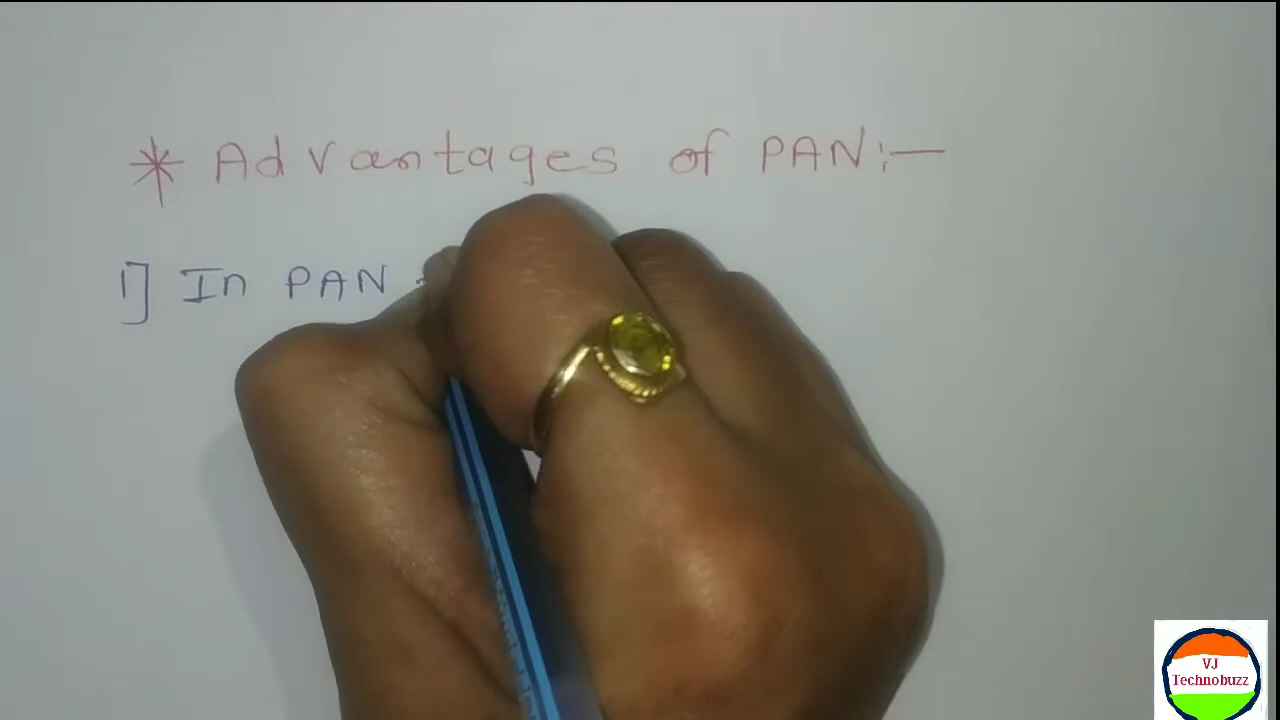 * Advantages of PAN :—
1] In PAN
VJ
Technobuzz